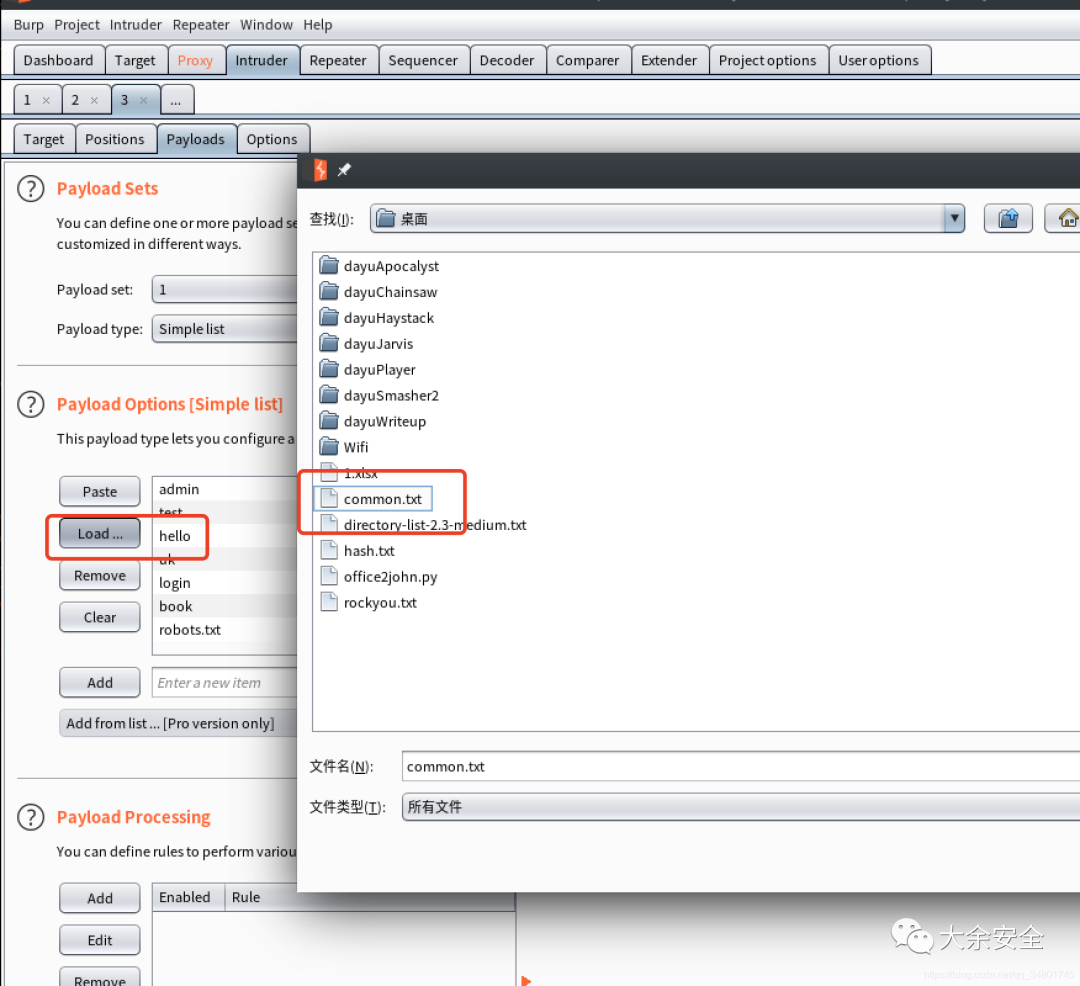 Burp Project Intruder Repeater Window Help
Dashboard Target Proxy Intruder Repeater Sequencer Decoder Comparer Extender Project options User options
1 × 2 × 3 × ...
Target Positions Payloads Options
? Payload Sets
You can define one or more payload se
customized in different ways.
Payload set: 1
Payload type: Simple list
? Payload Options [Simple list]
This payload type lets you configure a
Paste
Load ...
Remove
Clear
admin
test
hello
uk
login
book
robots.txt
Add Enter a new item
Add from list ... [Pro version only]
? Payload Processing
You can define rules to perform variou
Add
Edit
Remove
Enabled Rule
查找(I): 桌面
dayuApocalyst
dayuChainsaw
dayuHaystack
dayuJarvis
dayuPlayer
dayuSmasher2
dayuWriteup
Wifi
1.xlsx
common.txt
directory-list-2.3-medium.txt
hash.txt
office2john.py
rockyou.txt
文件名(N): common.txt
文件类型(T): 所有文件
大余安全